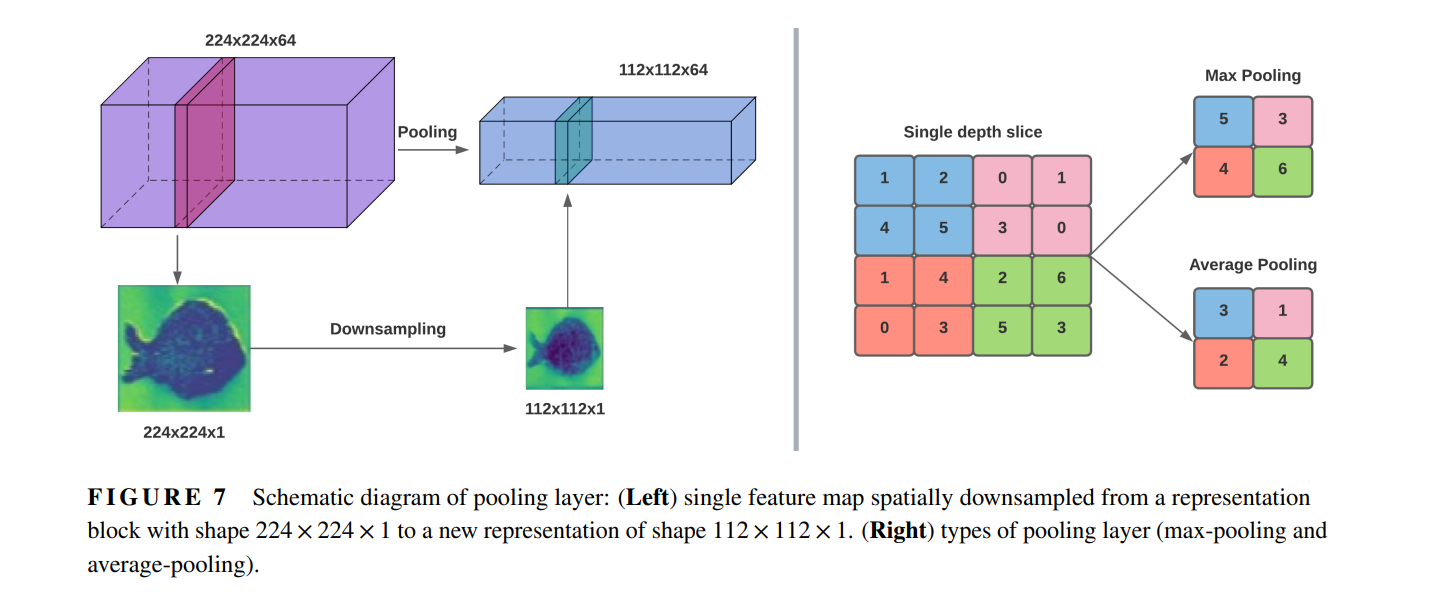 224x224x64
112x112x64
Pooling
Downsampling
224x224x1
112x112x1
Single depth slice
1 2 0 1
4 5 3 0
1 4 2 6
0 3 5 3
Max Pooling
5 3
4 6
Average Pooling
3 1
2 4
FIGURE 7 Schematic diagram of pooling layer: (Left) single feature map spatially downsampled from a representation
block with shape 224 × 224 × 1 to a new representation of shape 112 × 112 × 1. (Right) types of pooling layer (max-pooling and
average-pooling).